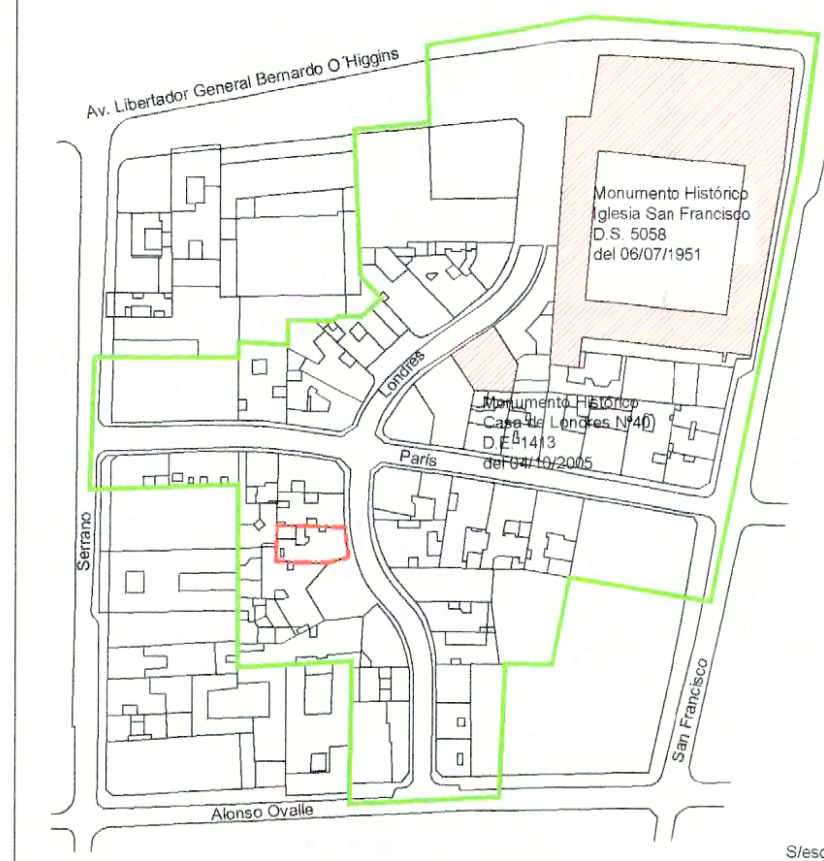 Av. Libertador General Bernardo O´Higgins
Monumento Histórico
Iglesia San Francisco
D.S. 5058
del 06/07/1951
Londres
Monumento Histórico
Casa de Londres Nº40
D.E. 1413
del 04/10/2005
París
Serrano
San Francisco
Alonso Ovalle
S/esc